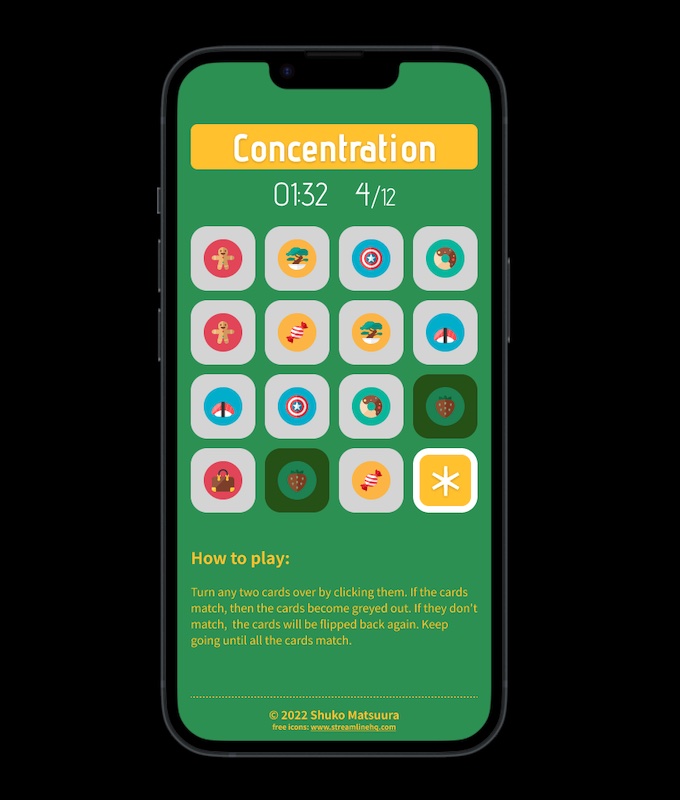 Concentration
01:32 4/12
How to play:
Turn any two cards over by clicking them. If the cards
match, then the cards become greyed out. If they don't
match, the cards will be flipped back again. Keep
going until all the cards match.
© 2022 Shuko Matsuura
free icons: www.streamlinehq.com